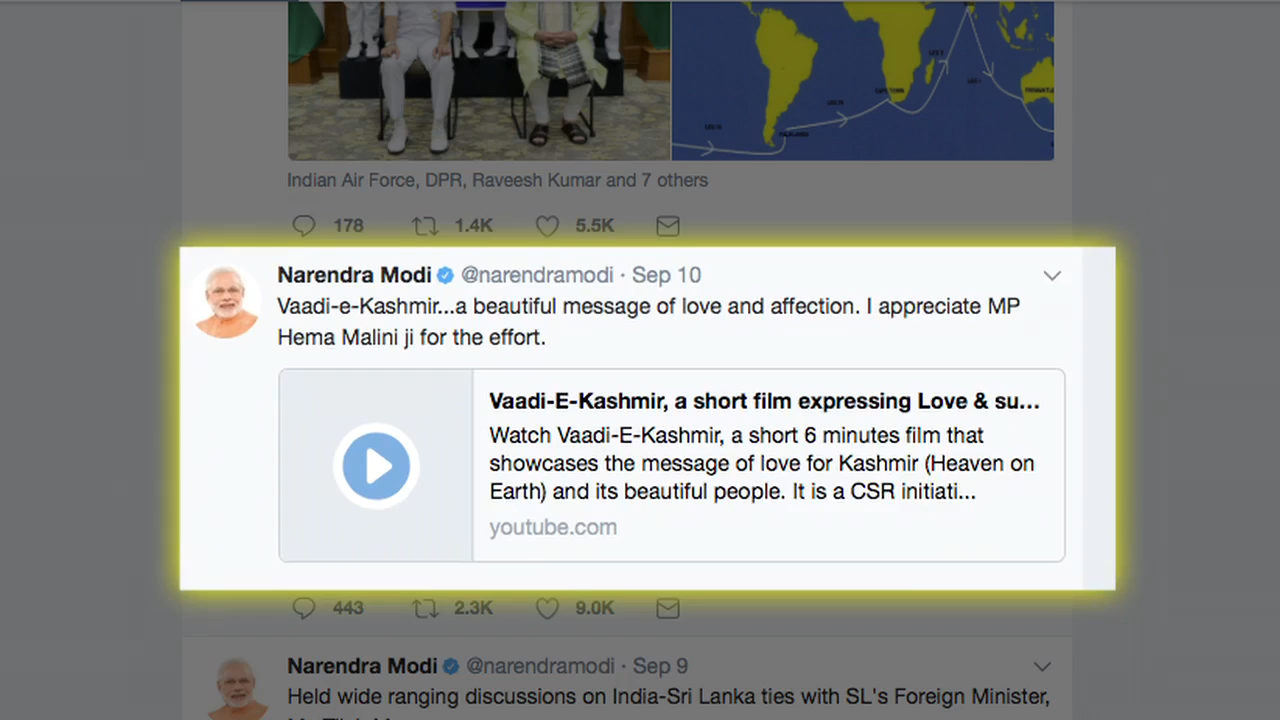 Indian Air Force, DPR, Raveesh Kumar and 7 others
178 1.4K 5.5K
Narendra Modi @narendramodi · Sep 10
Vaadi-e-Kashmir...a beautiful message of love and affection. I appreciate MP
Hema Malini ji for the effort.
Vaadi-E-Kashmir, a short film expressing Love & su...
Watch Vaadi-E-Kashmir, a short 6 minutes film that
showcases the message of love for Kashmir (Heaven on
Earth) and its beautiful people. It is a CSR initiati...
youtube.com
443 2.3K 9.0K
Narendra Modi @narendramodi · Sep 9
Held wide ranging discussions on India-Sri Lanka ties with SL's Foreign Minister,